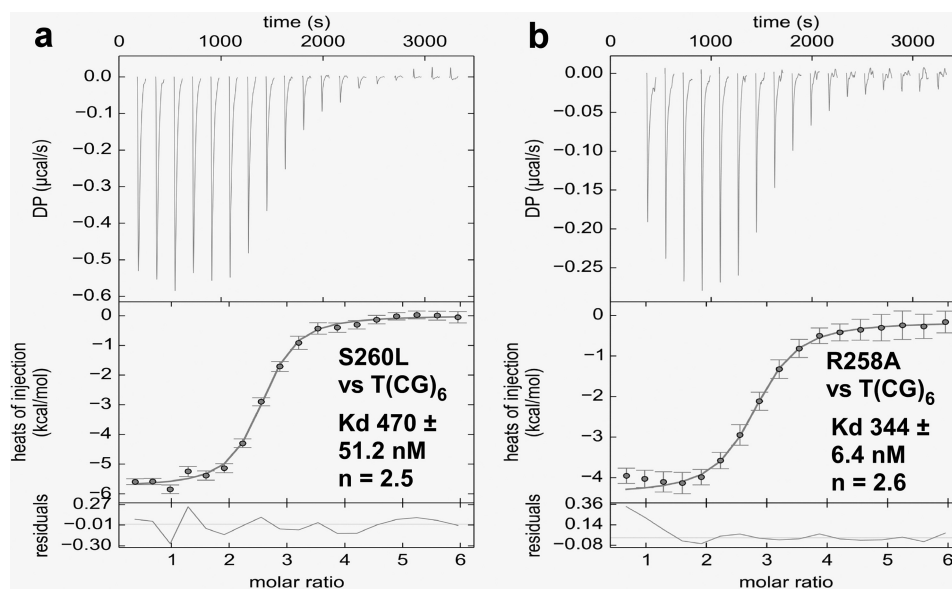 a
time (s)
0 1000 2000 3000
DP (µcal/s)
0.0
−0.1
−0.2
−0.3
−0.4
−0.5
−0.6
heats of injection
(kcal/mol)
0
−1
−2
−3
−4
−5
−6
S260L
vs T(CG)6
Kd 470 ±
51.2 nM
n = 2.5
residuals
0.27
−0.01
−0.30
1 2 3 4 5 6
molar ratio
b
time (s)
0 1000 2000 3000
DP (µcal/s)
0.00
−0.05
−0.10
−0.15
−0.20
−0.25
heats of injection
(kcal/mol)
0
−1
−2
−3
−4
R258A
vs T(CG)6
Kd 344 ±
6.4 nM
n = 2.6
residuals
0.36
0.14
−0.08
1 2 3 4 5 6
molar ratio